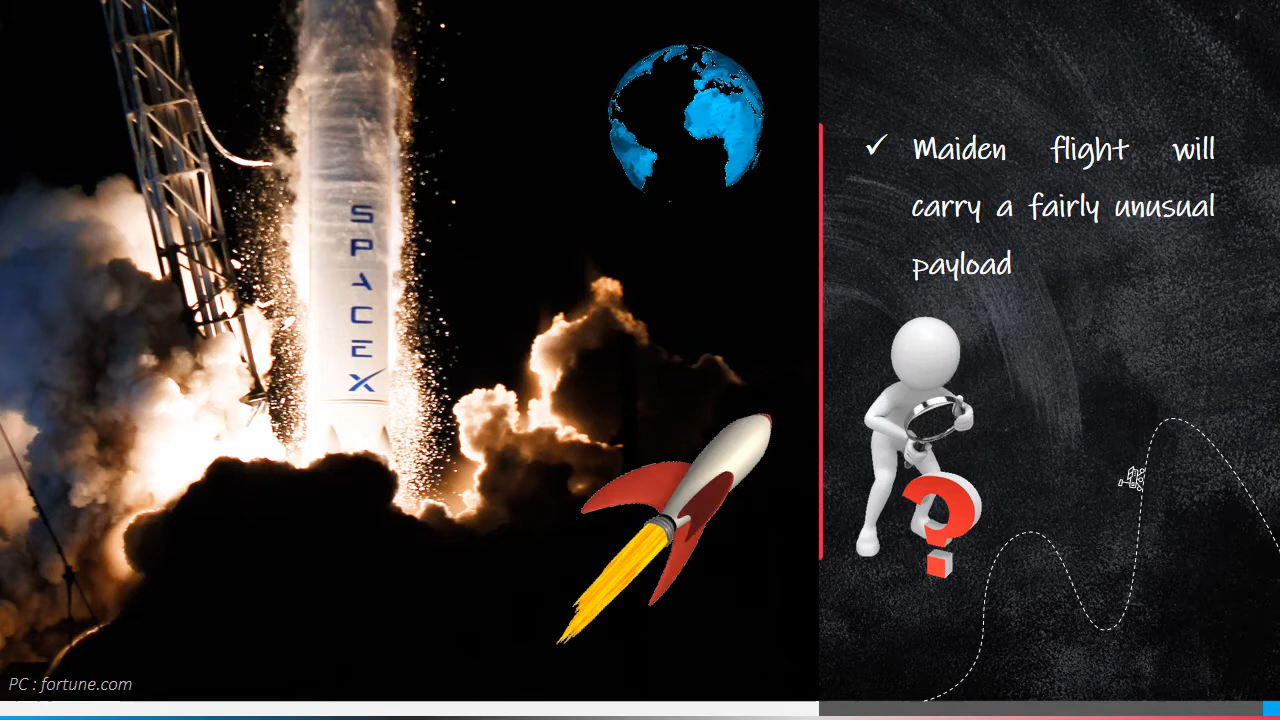 SPACEX
✓ Maiden flight will
carry a fairly unusual
payload
?
PC : fortune.com